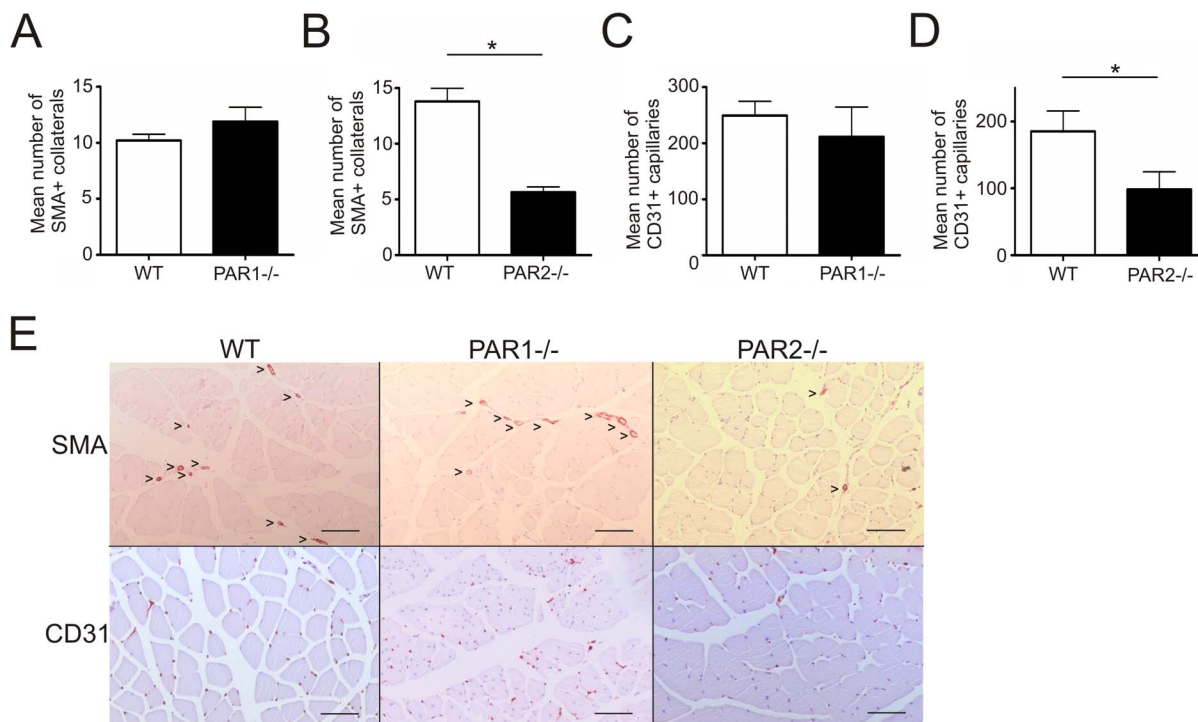 A
Mean number of
SMA+ collaterals
15
10
5
0
WT
PAR1-/-
B
*
Mean number of
SMA+ collaterals
15
10
5
0
WT
PAR2-/-
C
Mean number of
CD31+ capillaries
300
200
100
0
WT
PAR1-/-
D
*
Mean number of
CD31+ capillaries
200
100
0
WT
PAR2-/-
E
WT
PAR1-/-
PAR2-/-
SMA
> > > > > > > > >
> > > > > > > >
> >
CD31